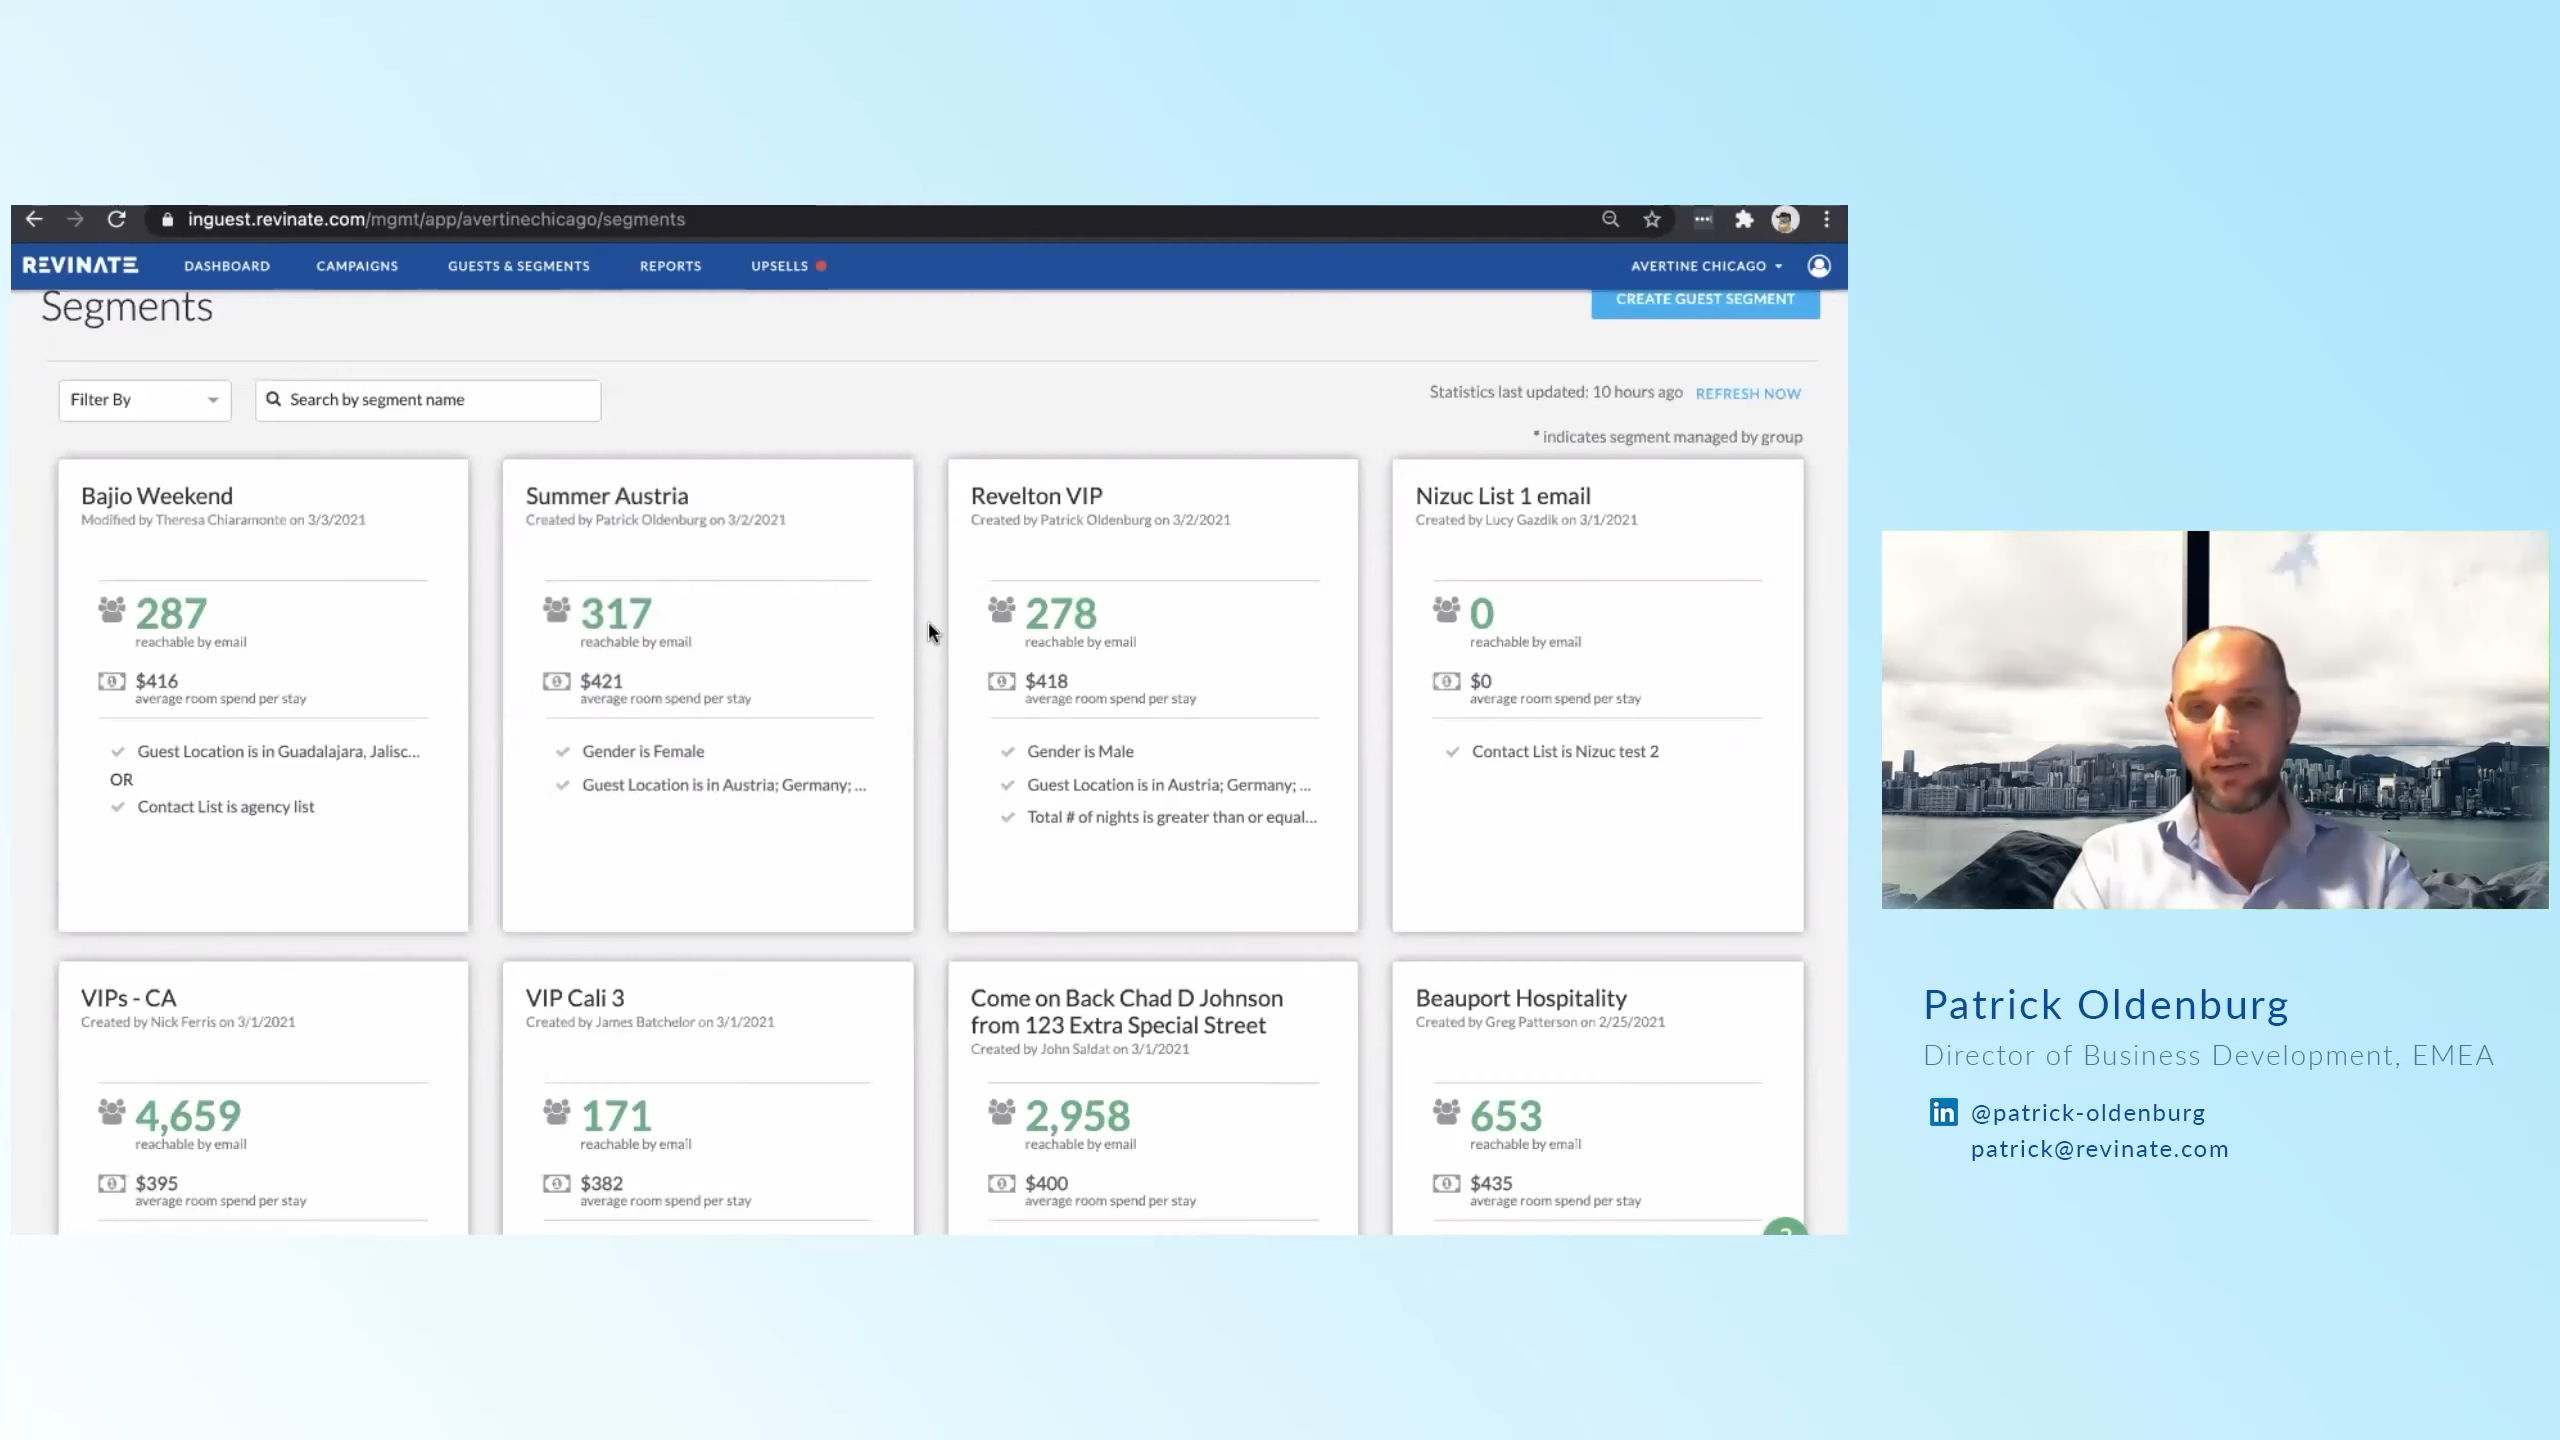 inguest.revinate.com/mgmt/app/avertinechicago/segments
REVINATE DASHBOARD CAMPAIGNS GUESTS & SEGMENTS REPORTS UPSELLS AVERTINE CHICAGO
Segments
CREATE GUEST SEGMENT
Filter By
Search by segment name
Statistics last updated: 10 hours ago REFRESH NOW
* indicates segment managed by group
Bajio Weekend
Modified by Theresa Chiaramonte on 3/3/2021
287
reachable by email
$416
average room spend per stay
Guest Location is in Guadalajara, Jalisc...
OR
Contact List is agency list
Summer Austria
Created by Patrick Oldenburg on 3/2/2021
317
reachable by email
$421
average room spend per stay
Gender is Female
Guest Location is in Austria; Germany; ...
Revelton VIP
Created by Patrick Oldenburg on 3/2/2021
278
reachable by email
$418
average room spend per stay
Gender is Male
Guest Location is in Austria; Germany; ...
Total # of nights is greater than or equal...
Nizuc List 1 email
Created by Lucy Gazdik on 3/1/2021
0
reachable by email
$0
average room spend per stay
Contact List is Nizuc test 2
VIPs - CA
Created by Nick Ferris on 3/1/2021
4,659
reachable by email
$395
average room spend per stay
VIP Cali 3
Created by James Batchelor on 3/1/2021
171
reachable by email
$382
average room spend per stay
Come on Back Chad D Johnson
from 123 Extra Special Street
Created by John Saldat on 3/1/2021
2,958
reachable by email
$400
average room spend per stay
Beauport Hospitality
Created by Greg Patterson on 2/25/2021
653
reachable by email
$435
average room spend per stay
?
Patrick Oldenburg
Director of Business Development, EMEA
in @patrick-oldenburg
patrick@revinate.com